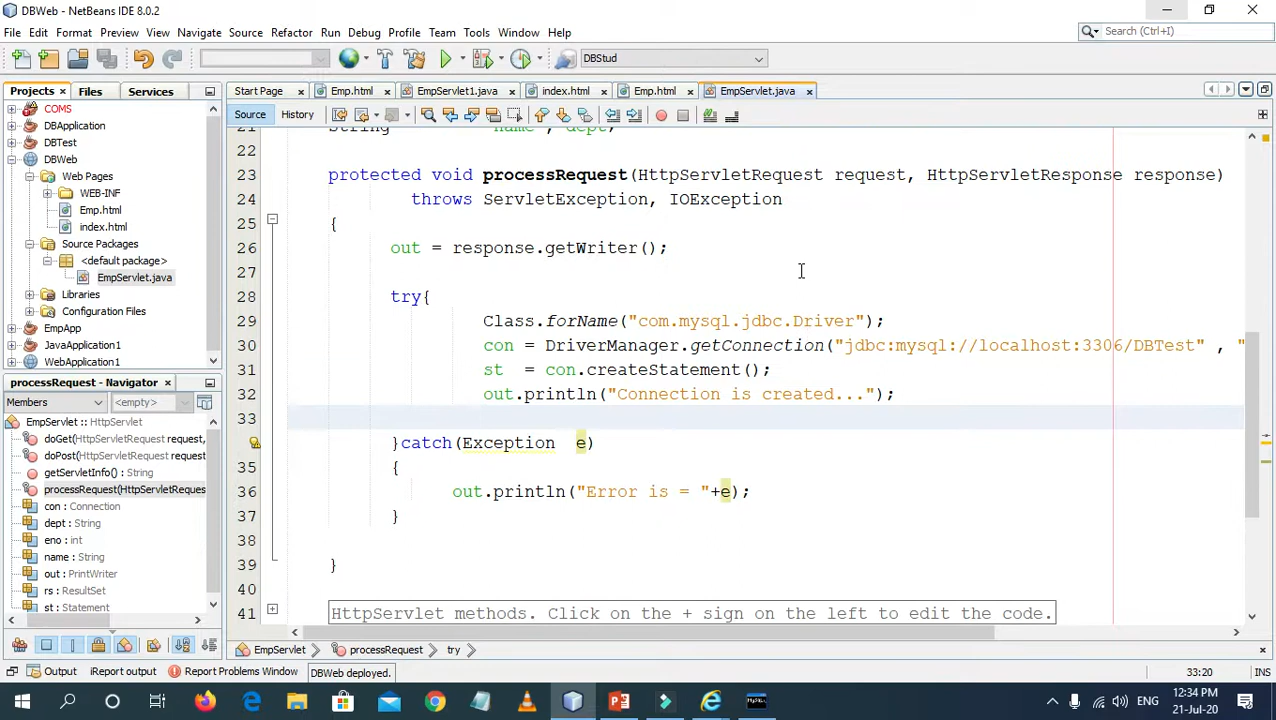 DBWeb - NetBeans IDE 8.0.2
File Edit Format Preview View Navigate Source Refactor Run Debug Profile Team Tools Window Help
Search (Ctrl+I)
DBStud
Projects Files Services
Start Page Emp.html EmpServlet1.java index.html Emp.html EmpServlet.java
Source History
COMS
DBApplication
DBTest
DBWeb
Web Pages
WEB-INF
Emp.html
index.html
Source Packages
<default package>
EmpServlet.java
Libraries
Configuration Files
EmpApp
JavaApplication1
WebApplication1
processRequest - Navigator
Members <empty>
EmpServlet :: HttpServlet
doGet(HttpServletRequest request,
doPost(HttpServletRequest request
getServletInfo() : String
processRequest(HttpServletReques
con : Connection
dept : String
eno : int
name : String
out : PrintWriter
rs : ResultSet
st : Statement
21 String name , dept;
22
23 protected void processRequest(HttpServletRequest request, HttpServletResponse response)
24 throws ServletException, IOException
25 {
26 out = response.getWriter();
27
28 try{
29 Class.forName("com.mysql.jdbc.Driver");
30 con = DriverManager.getConnection("jdbc:mysql://localhost:3306/DBTest" , "
31 st = con.createStatement();
32 out.println("Connection is created...");
33
}catch(Exception e)
35 {
36 out.println("Error is = "+e);
37 }
38
39 }
40
41 HttpServlet methods. Click on the + sign on the left to edit the code.
EmpServlet processRequest try
Output iReport output Report Problems Window DBWeb deployed. 33:20 INS
ENG 12:34 PM
21-Jul-20